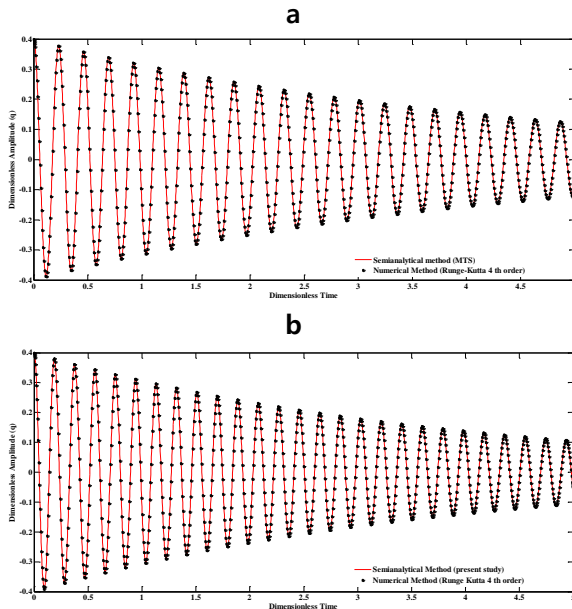 a
0.4
0.3
0.2
0.1
0
-0.1
-0.2
-0.3
-0.4
Dimensionless Amplitude (q)
0 0.5 1 1.5 2 2.5 3 3.5 4 4.5
Dimensionless Time
Semianalytical method (MTS)
Numerical Method (Runge-Kutta 4 th order)
b
0.4
0.3
0.2
0.1
0
-0.1
-0.2
-0.3
-0.4
Dimensionless Amplitude (q)
0 0.5 1 1.5 2 2.5 3 3.5 4 4.5
Dimensionless Time
Semianalytical Method (present study)
Numerical Method (Runge Kutta 4 th order)